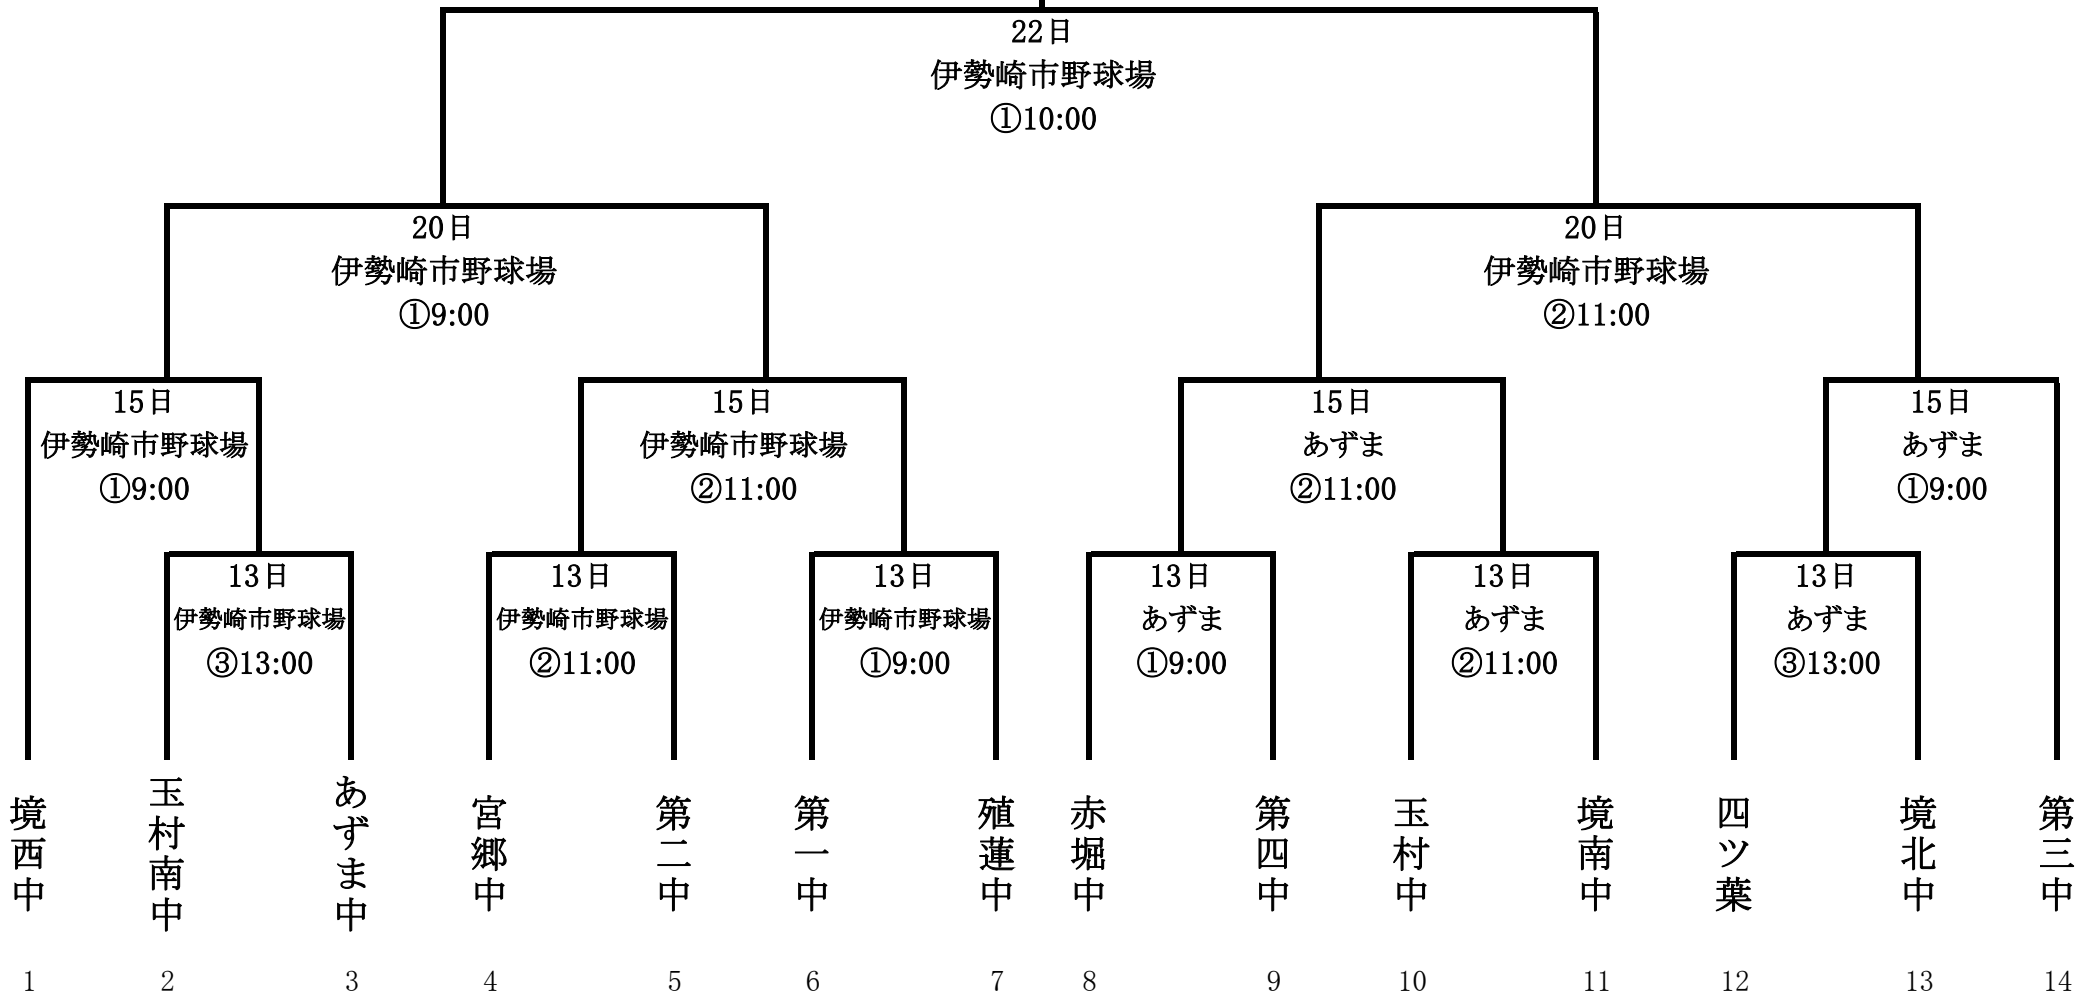 22日
伊勢崎市野球場
①10:00
20日
伊勢崎市野球場
①9:00
20日
伊勢崎市野球場
②11:00
15日
伊勢崎市野球場
①9:00
15日
伊勢崎市野球場
②11:00
15日
あずま
②11:00
15日
あずま
①9:00
13日
伊勢崎市野球場
③13:00
13日
伊勢崎市野球場
②11:00
13日
伊勢崎市野球場
①9:00
13日
あずま
①9:00
13日
あずま
②11:00
13日
あずま
③13:00
境西中
玉村南中
あずま中
宮郷中
第二中
第一中
殖蓮中
赤堀中
第四中
玉村中
境南中
四ツ葉
境北中
第三中
1 2 3 4 5 6 7 8 9 10 11 12 13 14